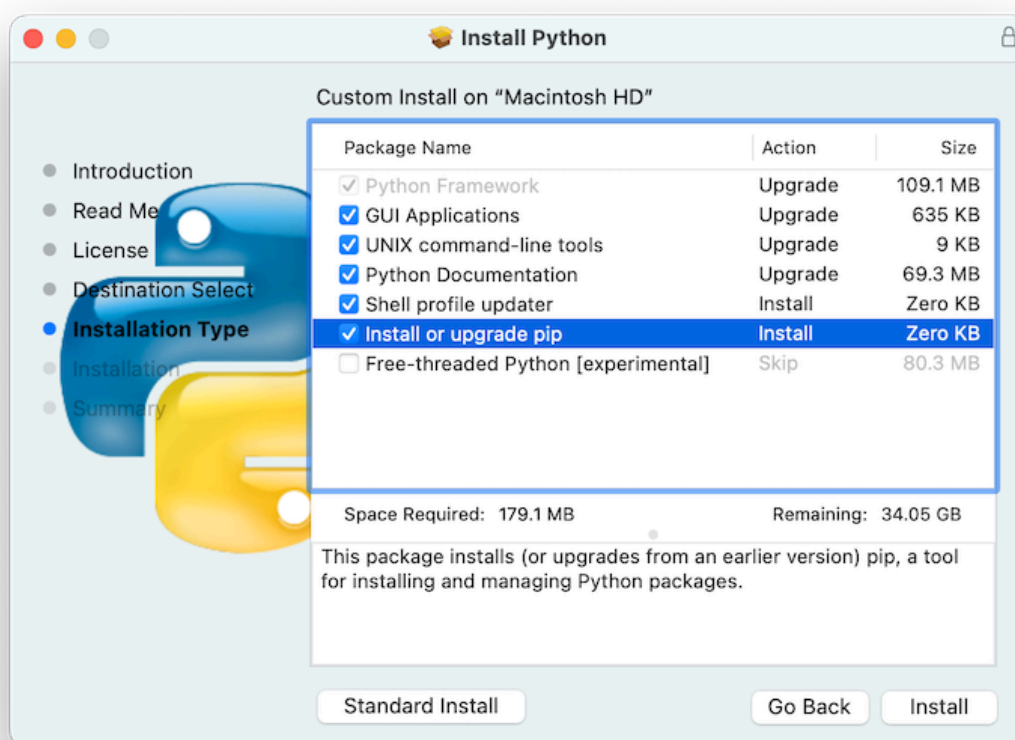 Install Python
Custom Install on “Macintosh HD”
Introduction
Read Me
License
Destination Select
Installation Type
Installation
Summary
Package Name Action Size
Python Framework Upgrade 109.1 MB
GUI Applications Upgrade 635 KB
UNIX command-line tools Upgrade 9 KB
Python Documentation Upgrade 69.3 MB
Shell profile updater Install Zero KB
Install or upgrade pip Install Zero KB
Free-threaded Python [experimental] Skip 80.3 MB
Space Required: 179.1 MB Remaining: 34.05 GB
This package installs (or upgrades from an earlier version) pip, a tool
for installing and managing Python packages.
Standard Install Go Back Install